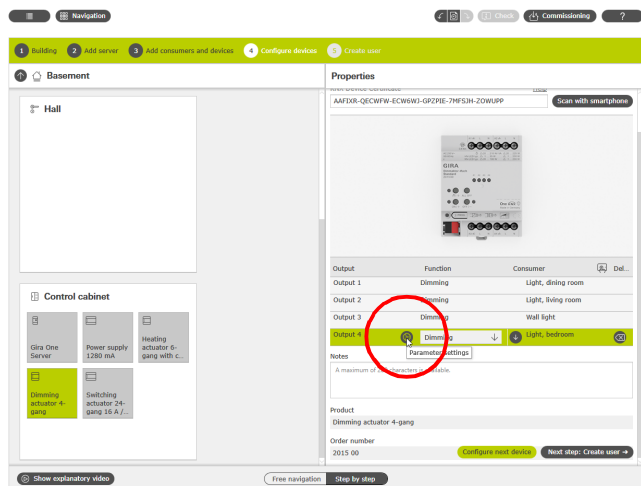 Navigation
Check
Commissioning
?
1 Building 2 Add server 3 Add consumers and devices 4 Configure devices 5 Create user
Basement
Properties
KNX Device Certificate
Help
AAFIXR-QECWFW-ECW6WJ-GPZPIE-7MFSJH-ZOWUPP
Scan with smartphone
Hall
GIRA
Output Function Consumer Del...
Output 1 Dimming Light, dining room
Output 2 Dimming Light, living room
Output 3 Dimming Wall light
Output 4 Dimming Light, bedroom
Parameter settings
Control cabinet
Gira One
Server
Power supply
1280 mA
Heating
actuator 6-
gang with c...
Dimming
actuator 4-
gang
Switching
actuator 24-
gang 16 A /...
Notes
A maximum of characters is available.
Product
Dimming actuator 4-gang
Order number
2015 00
Configure next device
Next step: Create user
Show explanatory video
Free navigation
Step by step